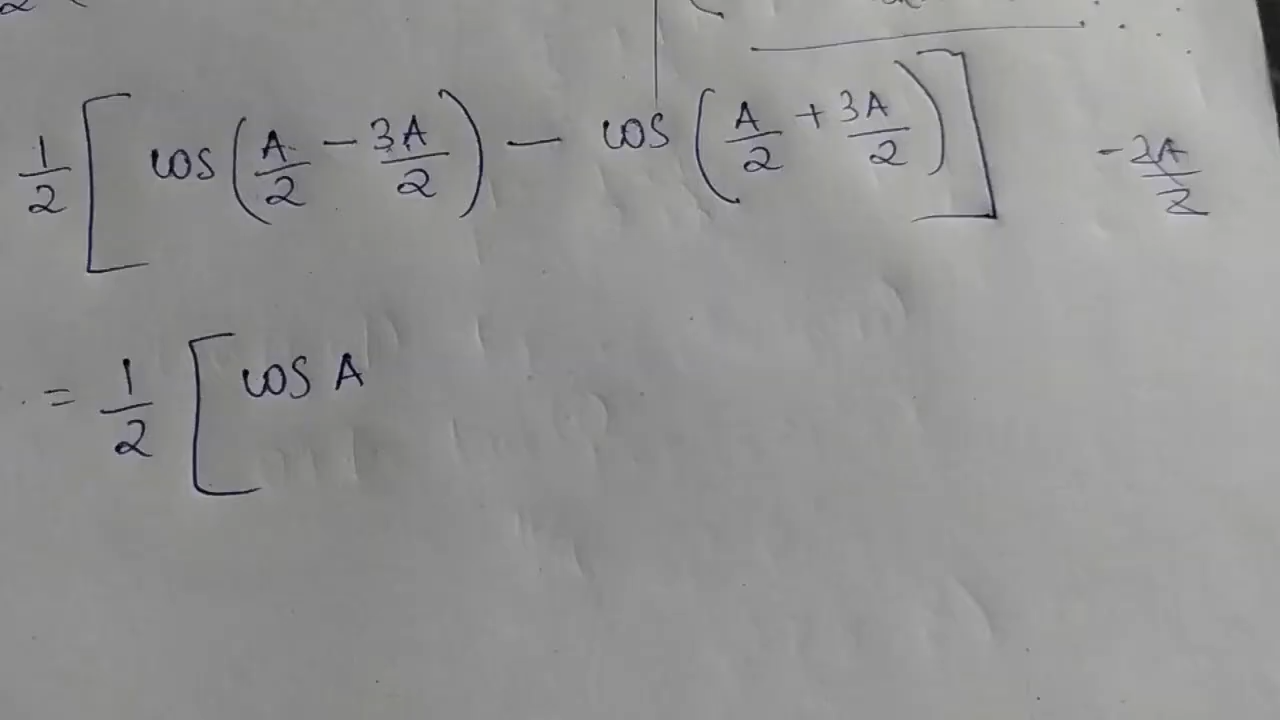 1/2 [ cos(A/2 - 3A/2) - cos(A/2 + 3A/2) ] -2A/2
= 1/2 [ cos A